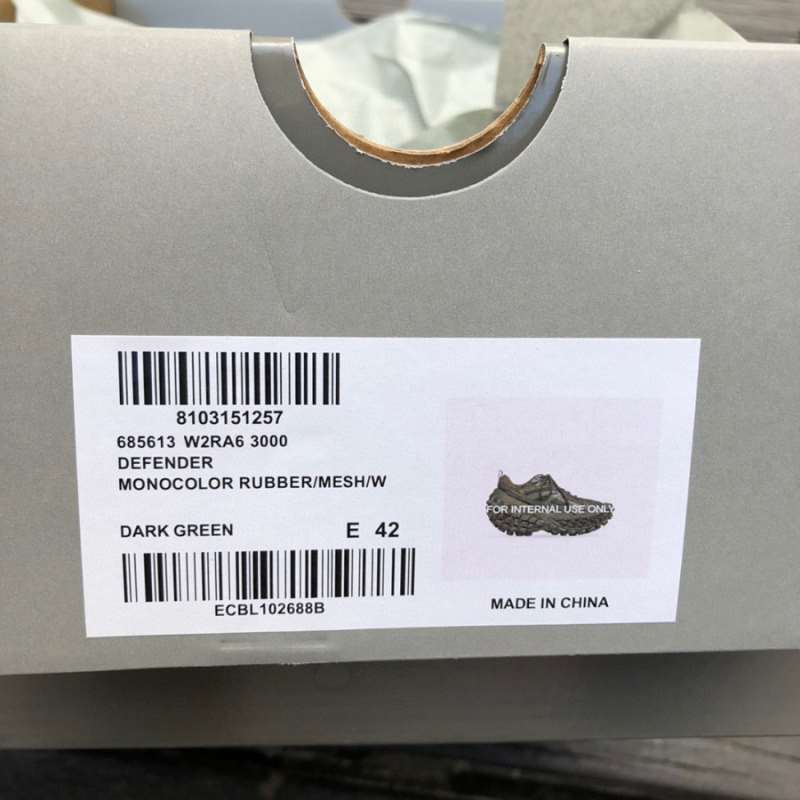 8103151257
685613 W2RA6 3000
DEFENDER
MONOCOLOR RUBBER/MESH/W
DARK GREEN E 42
ECBL102688B
FOR INTERNAL USE ONLY
MADE IN CHINA